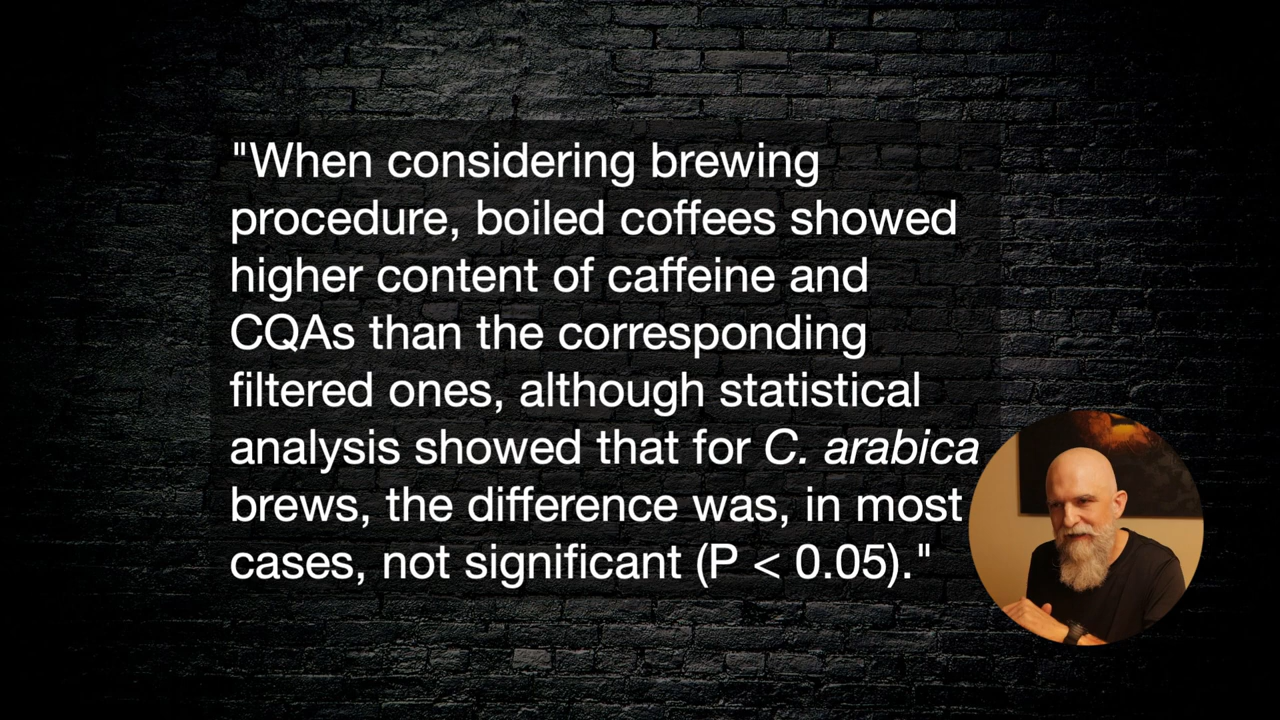 "When considering brewing
procedure, boiled coffees showed
higher content of caffeine and
CQAs than the corresponding
filtered ones, although statistical
analysis showed that for C. arabica
brews, the difference was, in most
cases, not significant (P < 0.05)."